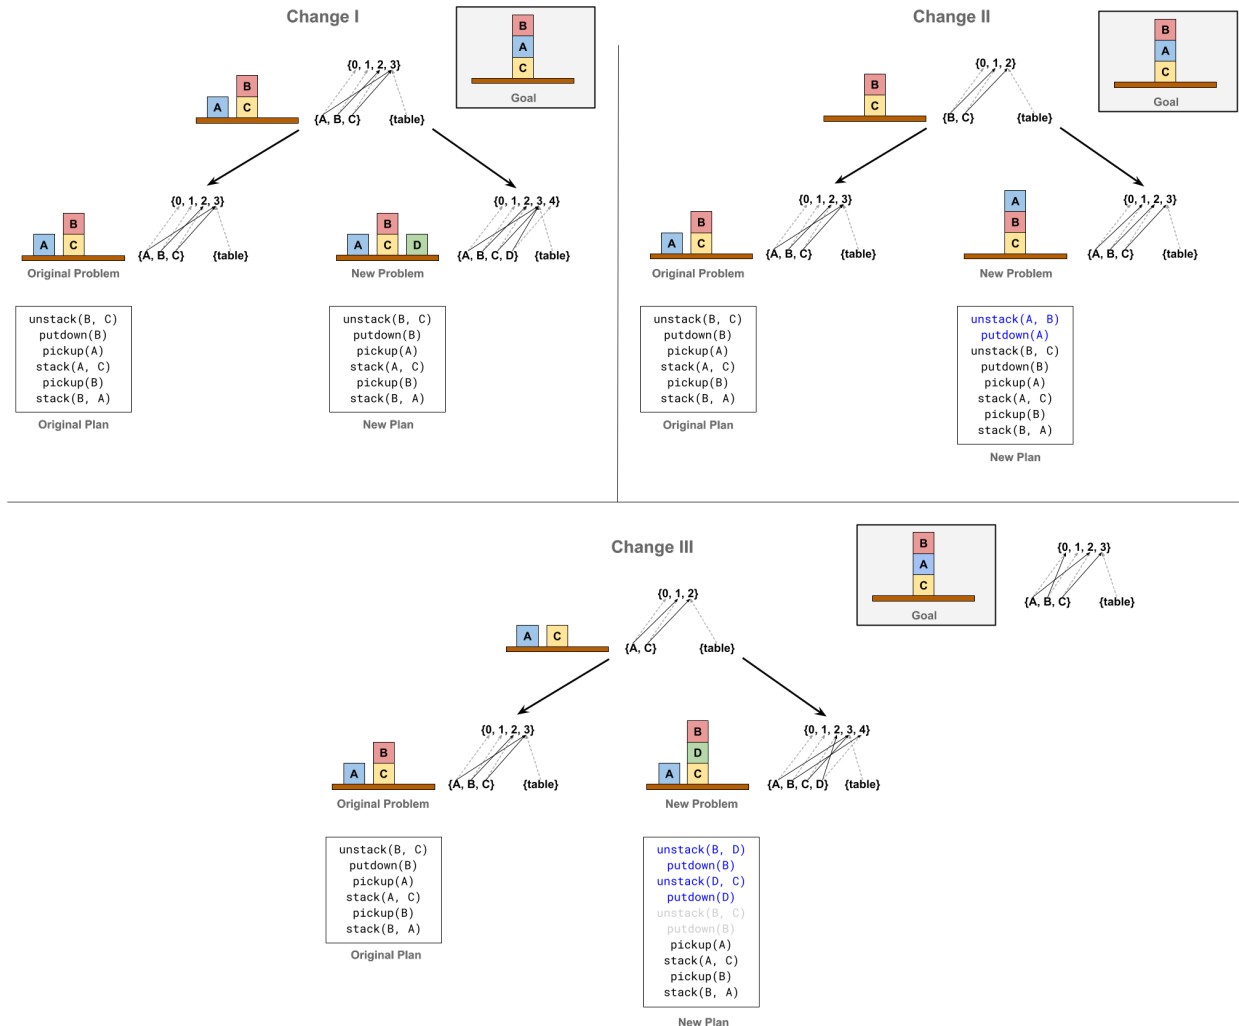 Change I
B
A
C
Goal
B
A
C
{0, 1, 2, 3}
{A, B, C}
{table}
B
A
C
Original Problem
{0, 1, 2, 3}
{A, B, C}
{table}
B
A
C
D
New Problem
{0, 1, 2, 3, 4}
{A, B, C, D}
{table}
unstack(B, C)
putdown(B)
pickup(A)
stack(A, C)
pickup(B)
stack(B, A)
Original Plan
unstack(B, C)
putdown(B)
pickup(A)
stack(A, C)
pickup(B)
stack(B, A)
New Plan
Change II
B
A
C
Goal
B
C
{0, 1, 2}
{B, C}
{table}
B
A
C
Original Problem
{0, 1, 2, 3}
{A, B, C}
{table}
A
B
C
New Problem
{0, 1, 2, 3}
{A, B, C}
{table}
unstack(B, C)
putdown(B)
pickup(A)
stack(A, C)
pickup(B)
stack(B, A)
Original Plan
unstack(A, B)
putdown(A)
unstack(B, C)
putdown(B)
pickup(A)
stack(A, C)
pickup(B)
stack(B, A)
New Plan
Change III
B
A
C
Goal
{0, 1, 2, 3}
{A, B, C}
{table}
A
C
{0, 1, 2}
{A, C}
{table}
B
A
C
Original Problem
{0, 1, 2, 3}
{A, B, C}
{table}
B
D
A
C
New Problem
{0, 1, 2, 3, 4}
{A, B, C, D}
{table}
unstack(B, C)
putdown(B)
pickup(A)
stack(A, C)
pickup(B)
stack(B, A)
Original Plan
unstack(B, D)
putdown(B)
unstack(D, C)
putdown(D)
unstack(B, C)
putdown(B)
pickup(A)
stack(A, C)
pickup(B)
stack(B, A)
New Plan